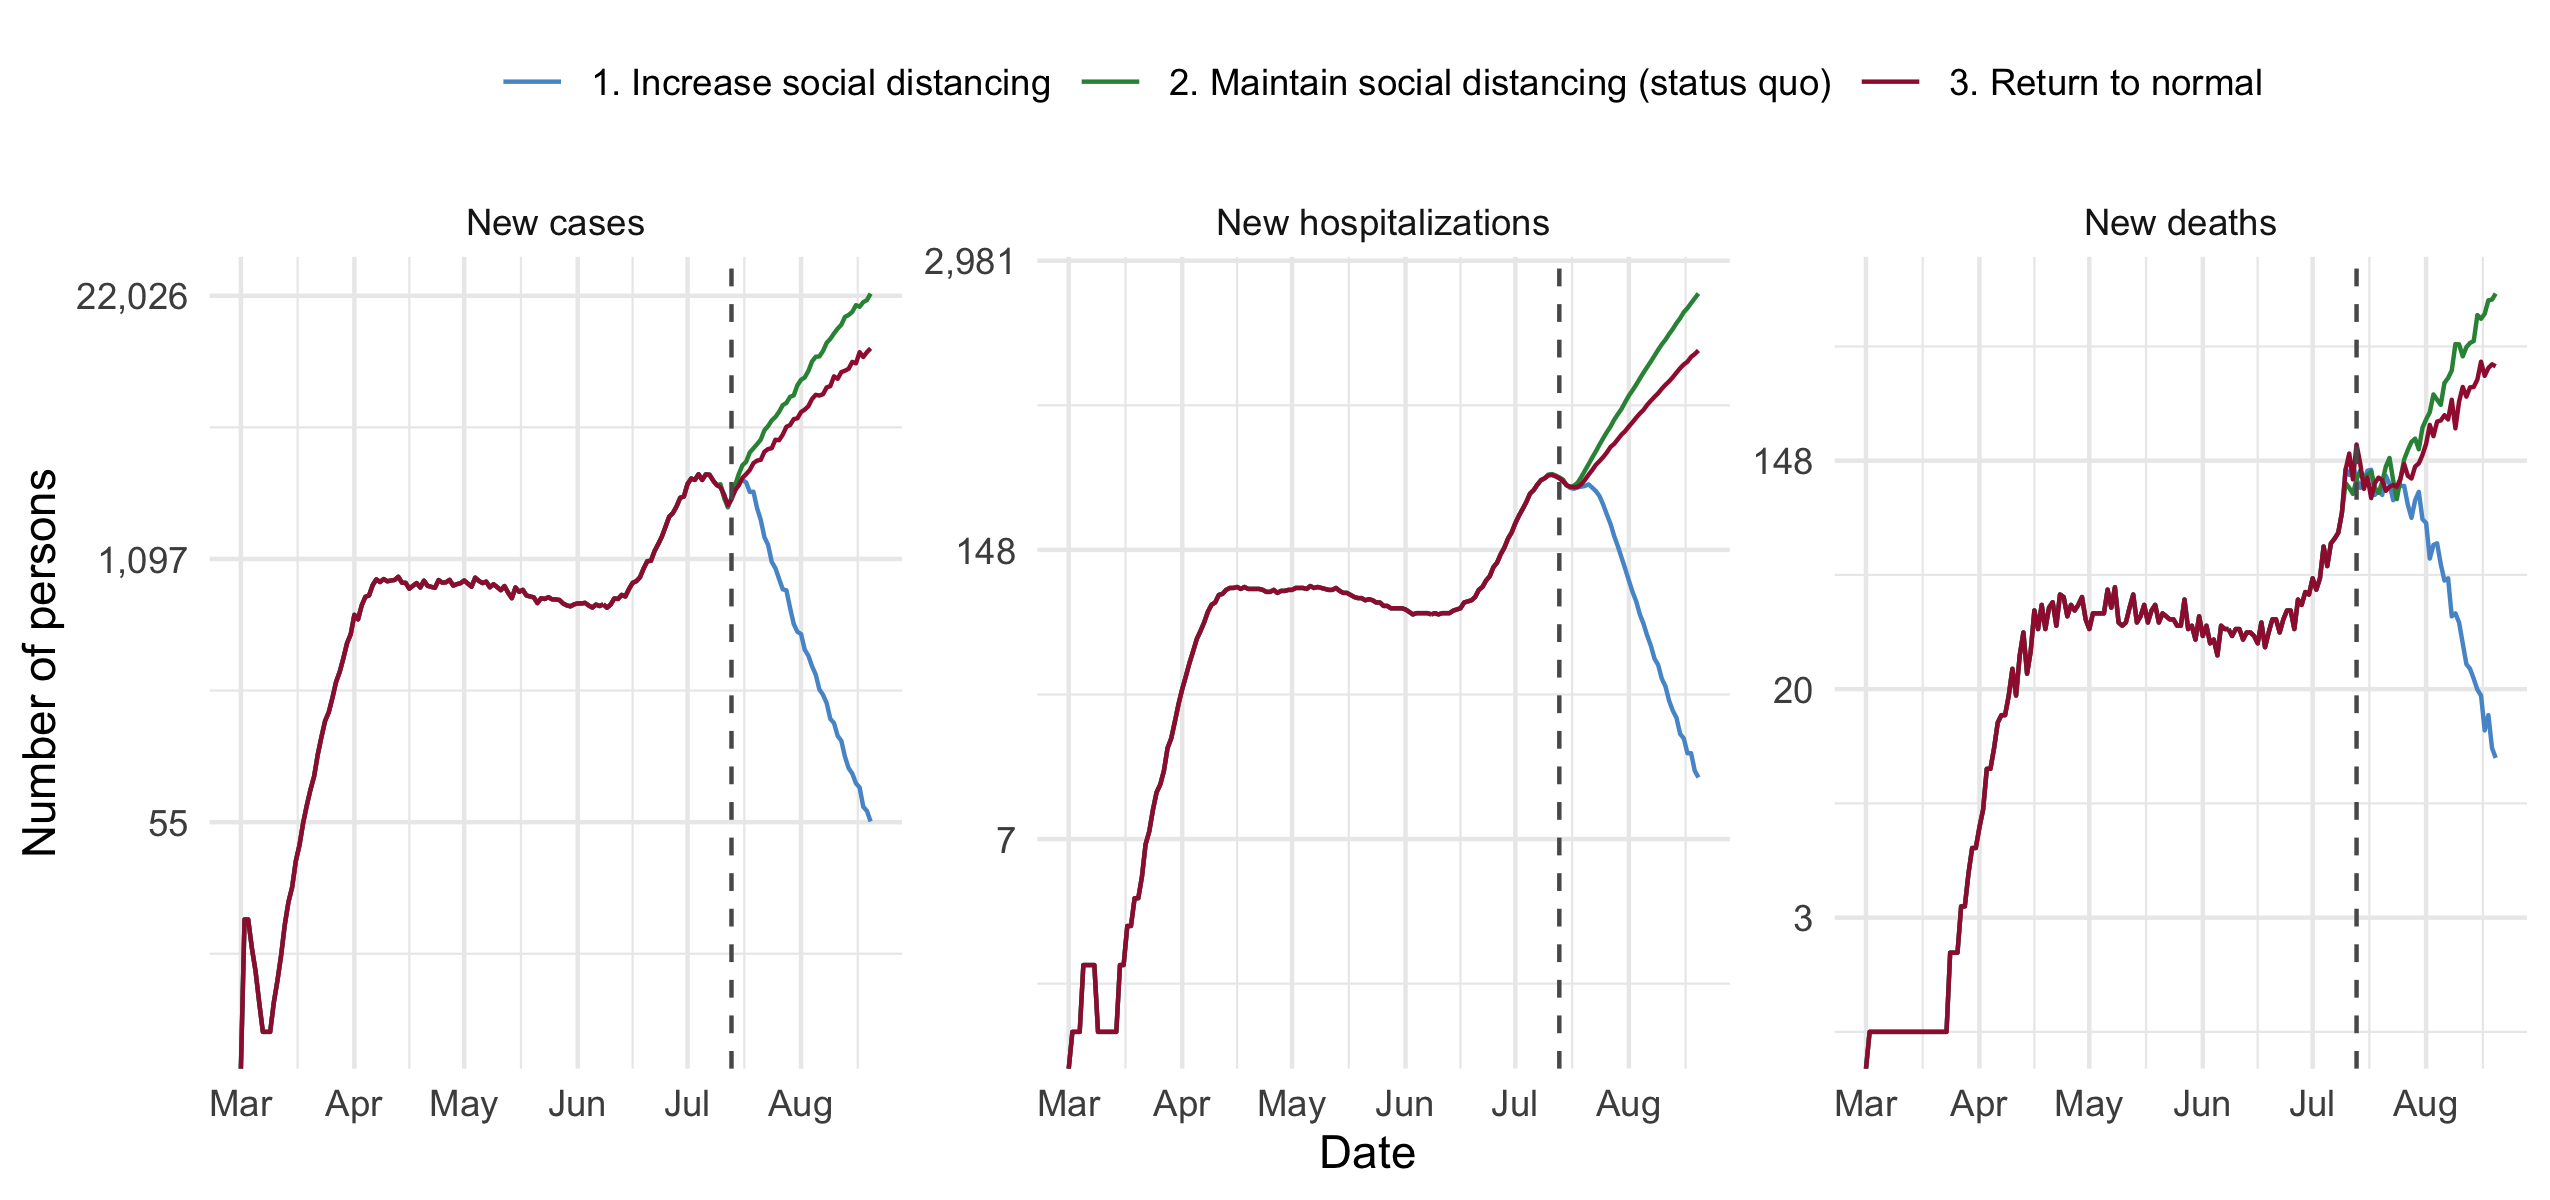 1. Increase social distancing 2. Maintain social distancing (status quo) 3. Return to normal
New cases New hospitalizations New deaths
Number of persons
22,026
1,097
55
2,981
148
7
148
20
3
Mar Apr May Jun Jul Aug Mar Apr May Jun Jul Aug Mar Apr May Jun Jul Aug
Date